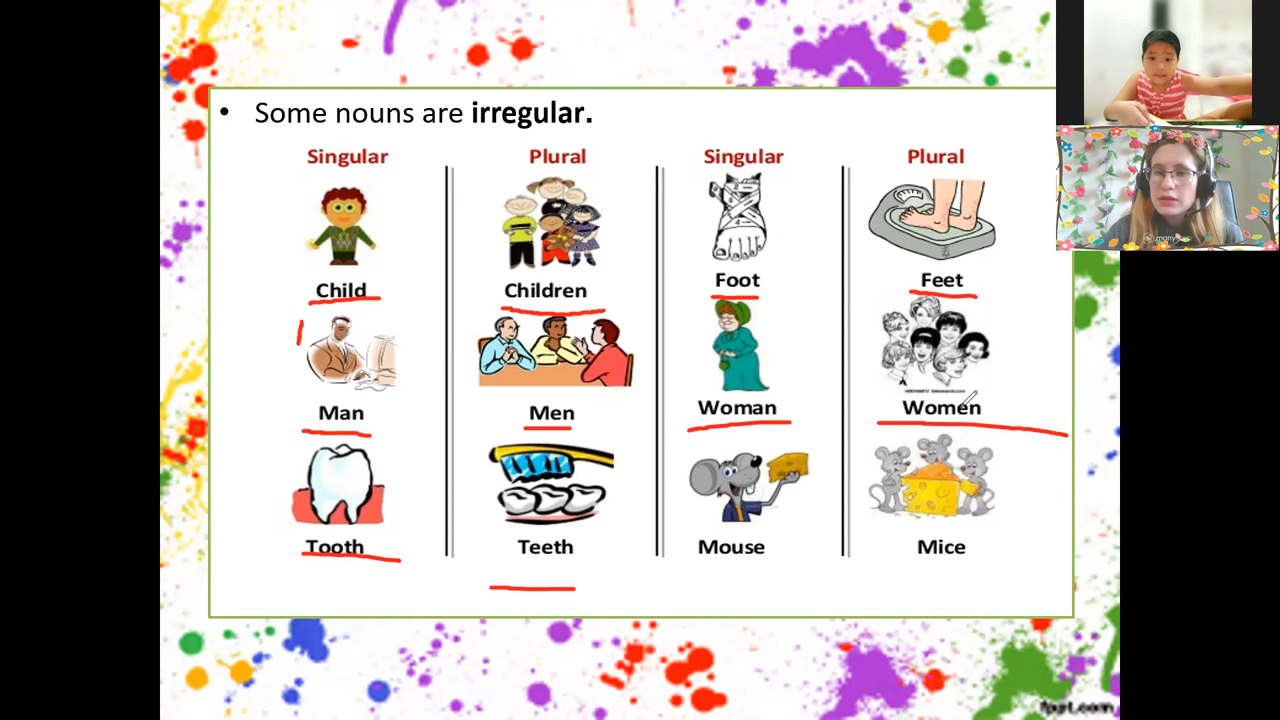 • Some nouns are irregular.
Singular Plural Singular Plural
Child Children Foot Feet
Man Men Woman Women
Tooth Teeth Mouse Mice